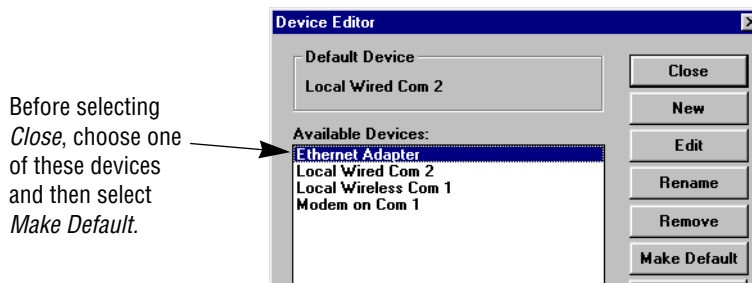 Device Editor
Before selecting
Close, choose one
of these devices
and then select
Make Default.
Default Device
Local Wired Com 2
Available Devices:
Ethernet Adapter
Local Wired Com 2
Local Wireless Com 1
Modem on Com 1
Close
New
Edit
Rename
Remove
Make Default